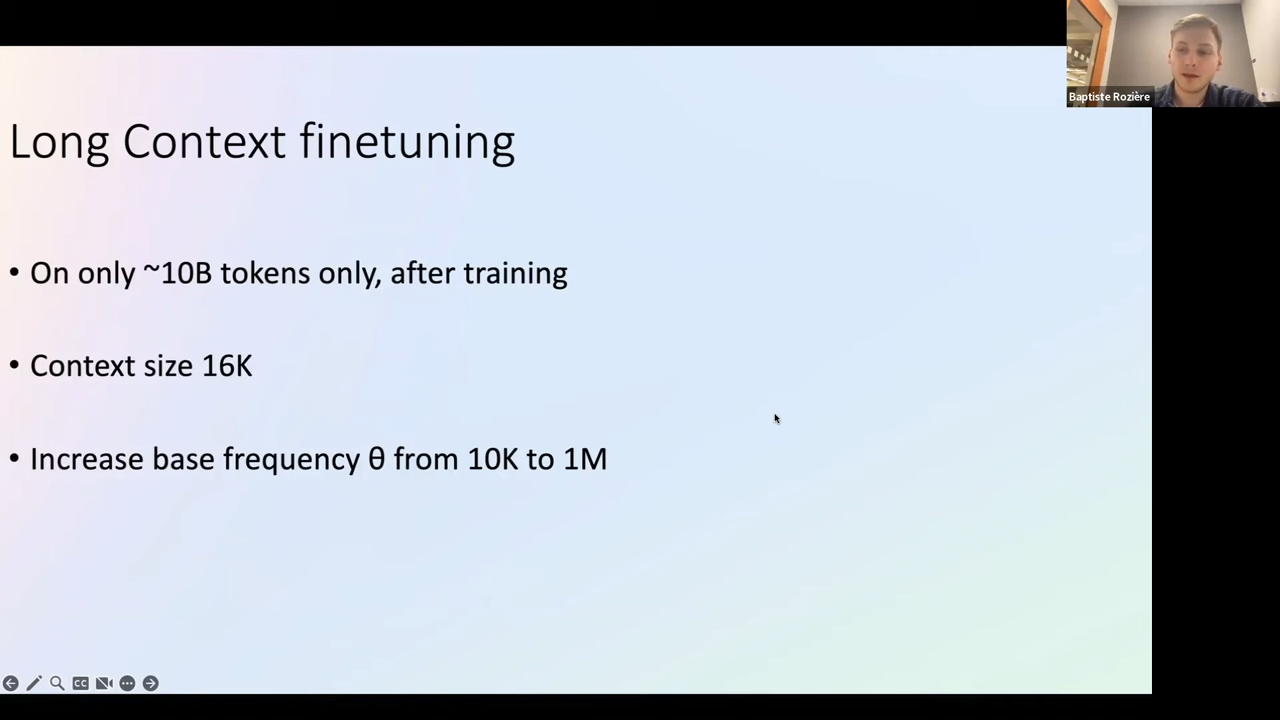 Baptiste Rozière
Long Context finetuning
• On only ~10B tokens only, after training
• Context size 16K
• Increase base frequency θ from 10K to 1M
CC